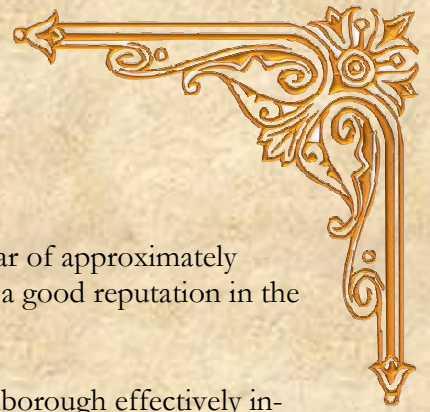 ar of approximately
a good reputation in the
borough effectively in-